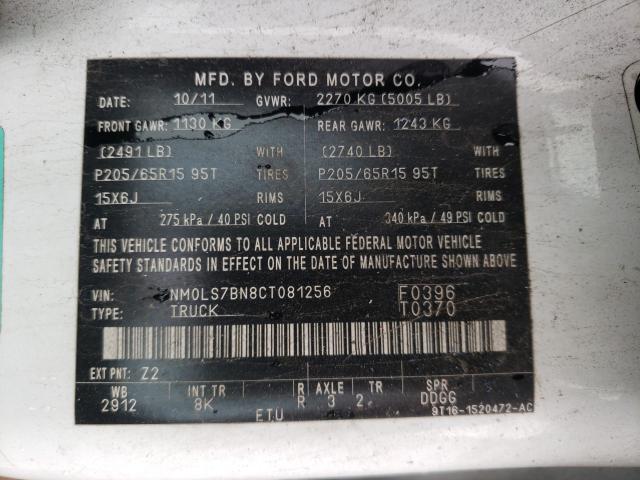 MFD. BY FORD MOTOR CO.
DATE: 10/11 GVWR: 2270 KG (5005 LB)
FRONT GAWR: 1130 KG REAR GAWR: 1243 KG
(2491 LB) WITH (2740 LB) WITH
P205/65R15 95T TIRES P205/65R15 95T TIRES
15X6J RIMS 15X6J RIMS
AT 275 kPa / 40 PSI COLD AT 340 kPa / 49 PSI COLD
THIS VEHICLE CONFORMS TO ALL APPLICABLE FEDERAL MOTOR VEHICLE
SAFETY STANDARDS IN EFFECT ON THE DATE OF MANUFACTURE SHOWN ABOVE.
VIN: NM0LS7BN8CT081256 F0396
TYPE: TRUCK T0370
EXT PNT: Z2
WB INT TR R AXLE TR SPR
2912 8K R 3 2 DDGG
E.T.U 9T16-1520472-AC